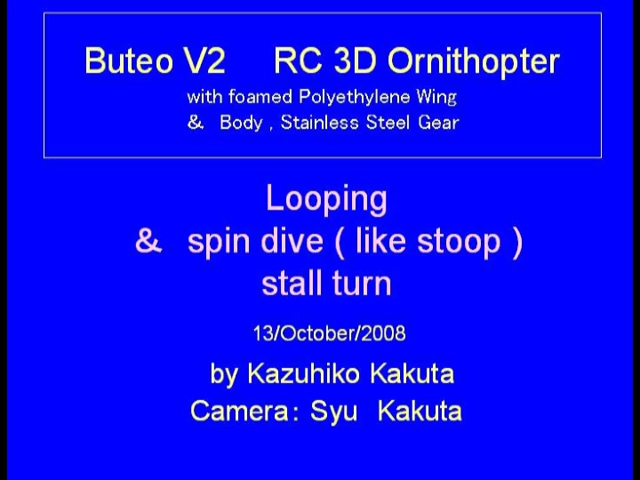 Buteo V2 RC 3D Ornithopter
with foamed Polyethylene Wing
& Body , Stainless Steel Gear
Looping
& spin dive ( like stoop )
stall turn
13/October/2008
by Kazuhiko Kakuta
Camera: Syu Kakuta